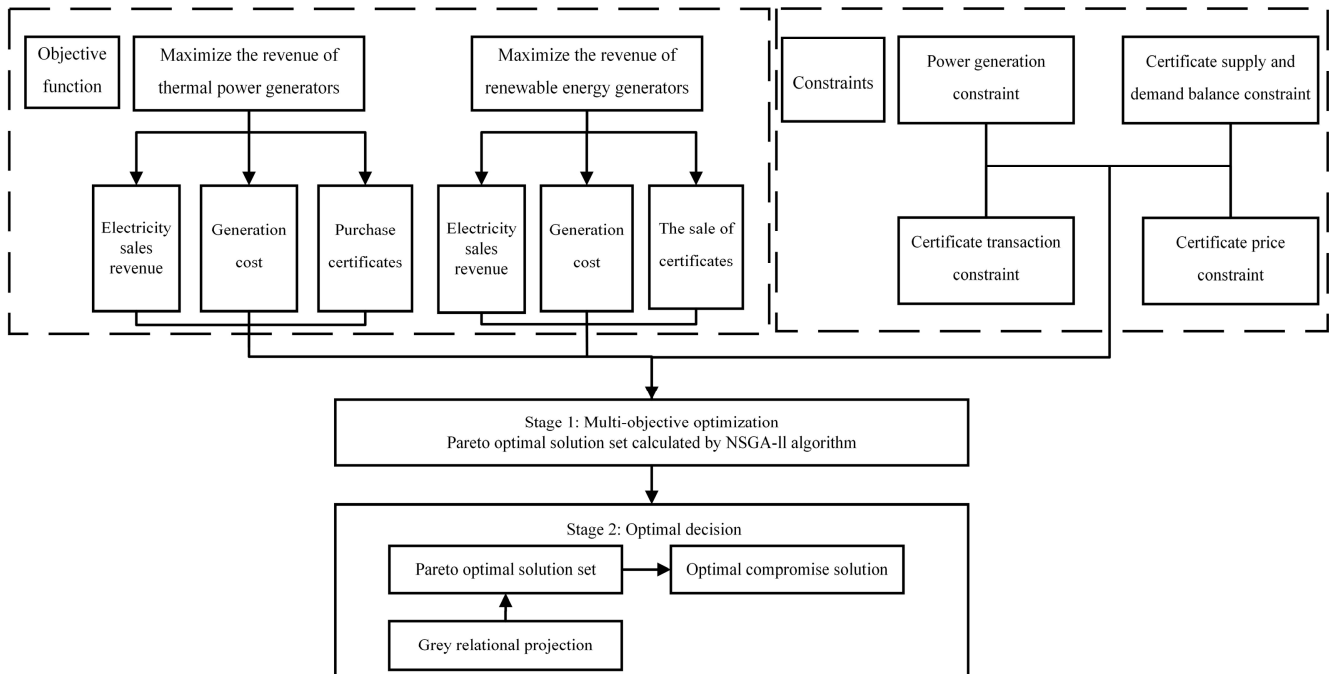 Objective
function
Maximize the revenue of
thermal power generators
Maximize the revenue of
renewable energy generators
Electricity
sales
revenue
Generation
cost
Purchase
certificates
Electricity
sales
revenue
Generation
cost
The sale of
certificates
Constraints
Power generation
constraint
Certificate supply and
demand balance constraint
Certificate transaction
constraint
Certificate price
constraint
Stage 1: Multi-objective optimization
Pareto optimal solution set calculated by NSGA-ll algorithm
Stage 2: Optimal decision
Pareto optimal solution set
Optimal compromise solution
Grey relational projection